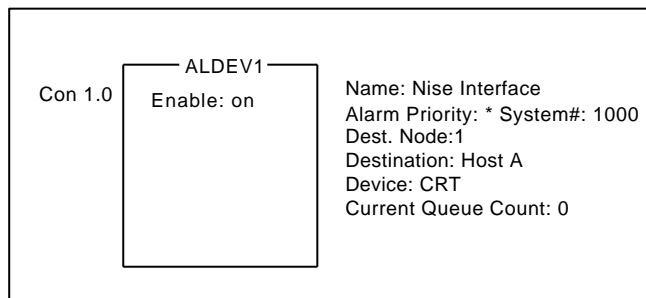 ALDEV1
Con 1.0
Enable: on
Name: Nise Interface
Alarm Priority: * System#: 1000
Dest. Node:1
Destination: Host A
Device: CRT
Current Queue Count: 0